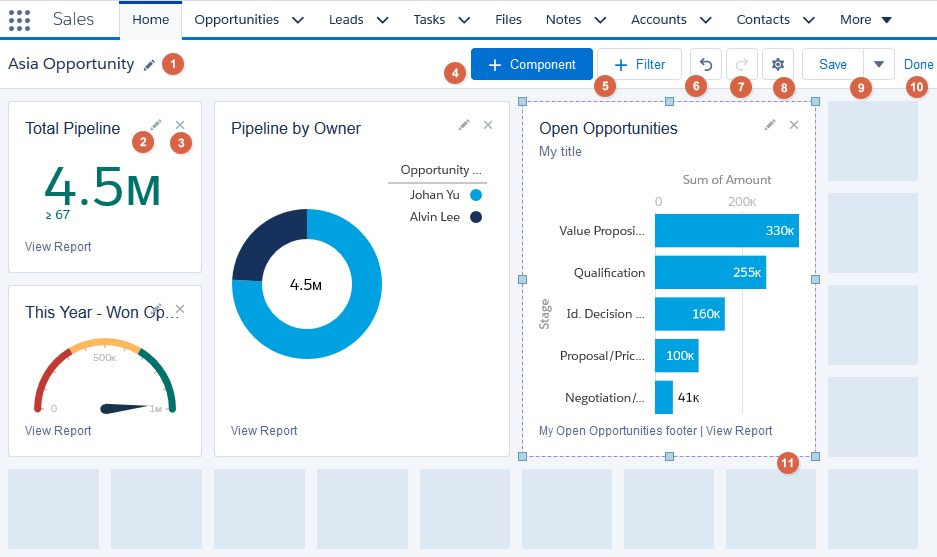 Sales Home Opportunities Leads Tasks Files Notes Accounts Contacts More
Asia Opportunity 1 4 + Component 5 + Filter 6 7 8 Save 9 Done 10
Total Pipeline
2 3
4.5M
≥ 67
View Report
This Year - Won Op...
500K
0
1M
View Report
Pipeline by Owner
Opportunity ...
Johan Yu
Alvin Lee
4.5M
View Report
Open Opportunities
My title
Sum of Amount
0 200K
Stage
Value Proposi... 330K
Qualification 255K
Id. Decision ... 160K
Proposal/Pric... 100K
Negotiation/... 41K
My Open Opportunities footer | View Report
11